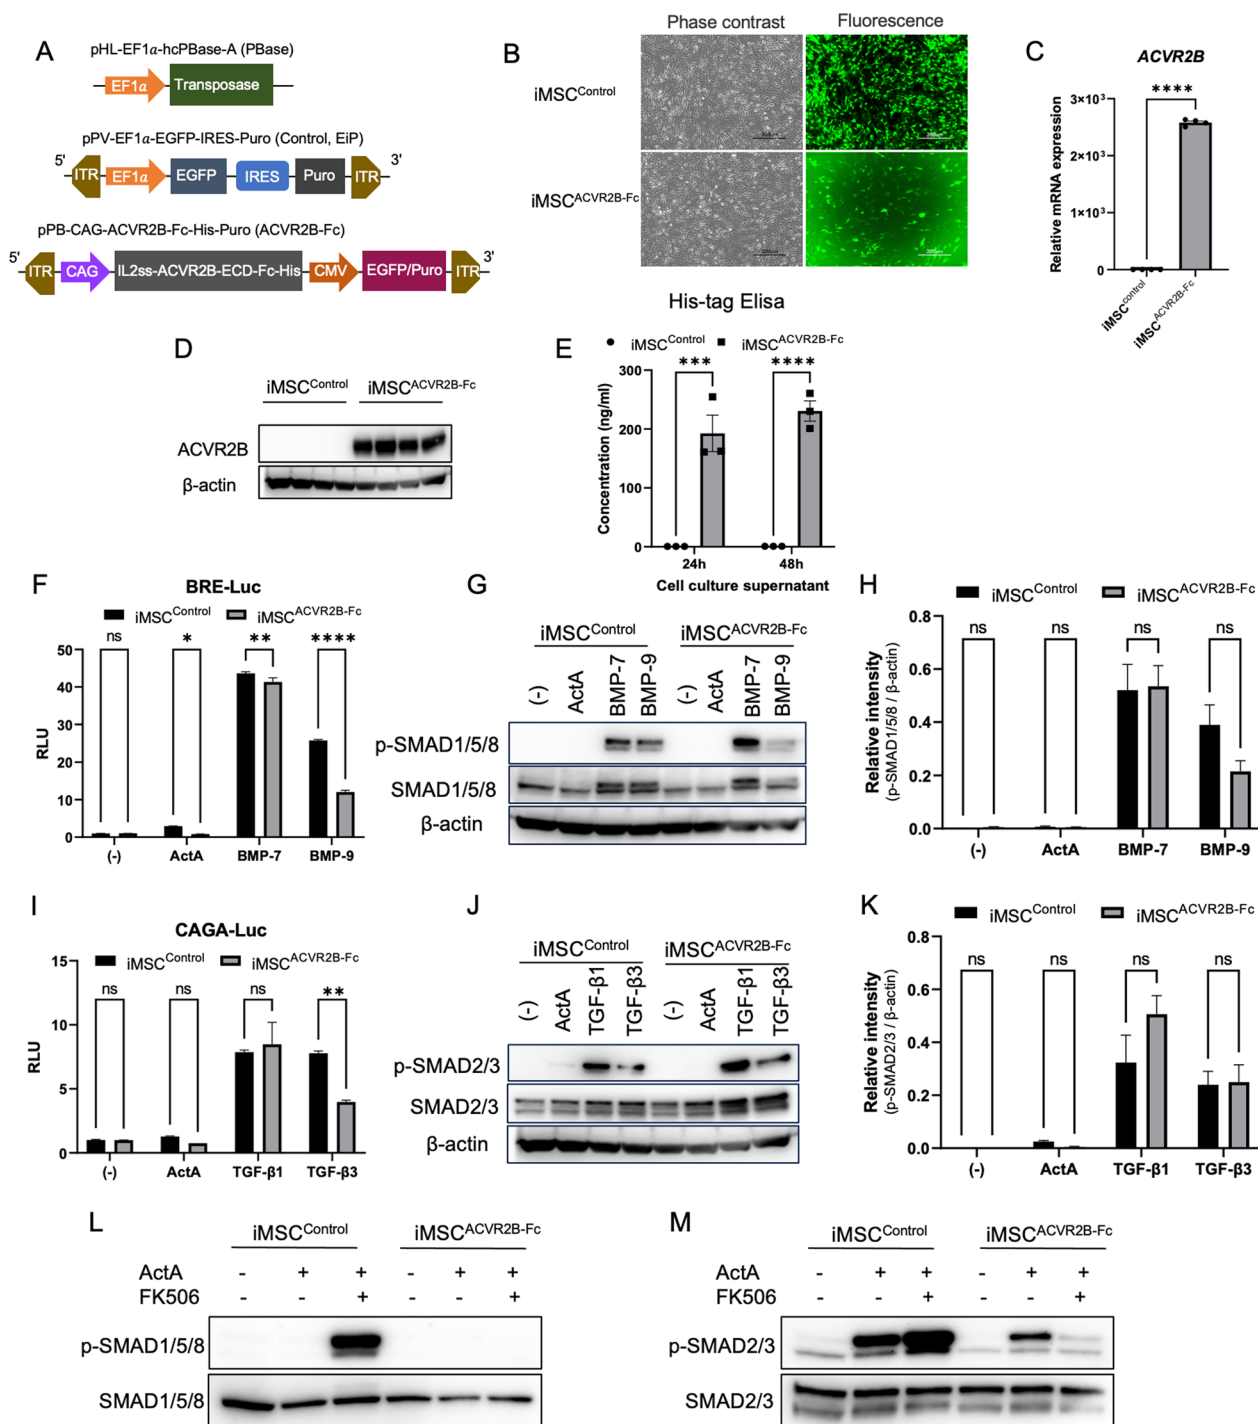 A
pHL-EF1α-hcPBase-A (PBase)
EF1α Transposase
pPV-EF1α-EGFP-IRES-Puro (Control, EiP)
5' ITR EF1α EGFP IRES Puro ITR 3'
pPB-CAG-ACVR2B-Fc-His-Puro (ACVR2B-Fc)
5' ITR CAG IL2ss-ACVR2B-ECD-Fc-His CMV EGFP/Puro ITR 3'
B
Phase contrast Fluorescence
iMSCControl
iMSCACVR2B-Fc
C
ACVR2B
****
Relative mRNA expression
3×10³
2×10³
1×10³
0
iMSCcontrol
iMSCACVR2B-Fc
D
iMSCControl iMSCACVR2B-Fc
ACVR2B
β-actin
His-tag Elisa
E
iMSCControl iMSCACVR2B-Fc
*** ****
Concentration (ng/ml)
300
200
100
0
24h 48h
Cell culture supernatant
F
BRE-Luc
iMSCControl iMSCACVR2B-Fc
ns * ** ****
RLU
50
40
30
20
10
0
(-) ActA BMP-7 BMP-9
G
iMSCControl iMSCACVR2B-Fc
(-) ActA BMP-7 BMP-9 (-) ActA BMP-7 BMP-9
p-SMAD1/5/8
SMAD1/5/8
β-actin
H
iMSCControl iMSCACVR2B-Fc
ns ns ns ns
Relative intensity
(p-SMAD1/5/8 / β-actin)
0.8
0.6
0.4
0.2
0.0
(-) ActA BMP-7 BMP-9
I
CAGA-Luc
iMSCControl iMSCACVR2B-Fc
ns ns ns **
RLU
15
10
5
0
(-) ActA TGF-β1 TGF-β3
J
iMSCControl iMSCACVR2B-Fc
(-) ActA TGF-β1 TGF-β3 (-) ActA TGF-β1 TGF-β3
p-SMAD2/3
SMAD2/3
β-actin
K
iMSCControl iMSCACVR2B-Fc
ns ns ns ns
Relative intensity
(p-SMAD2/3 / β-actin)
0.8
0.6
0.4
0.2
0.0
(-) ActA TGF-β1 TGF-β3
L
iMSCControl iMSCACVR2B-Fc
ActA - + + - + +
FK506 - - + - - +
p-SMAD1/5/8
SMAD1/5/8
M
iMSCControl iMSCACVR2B-Fc
ActA - + + - + +
FK506 - - + - - +
p-SMAD2/3
SMAD2/3